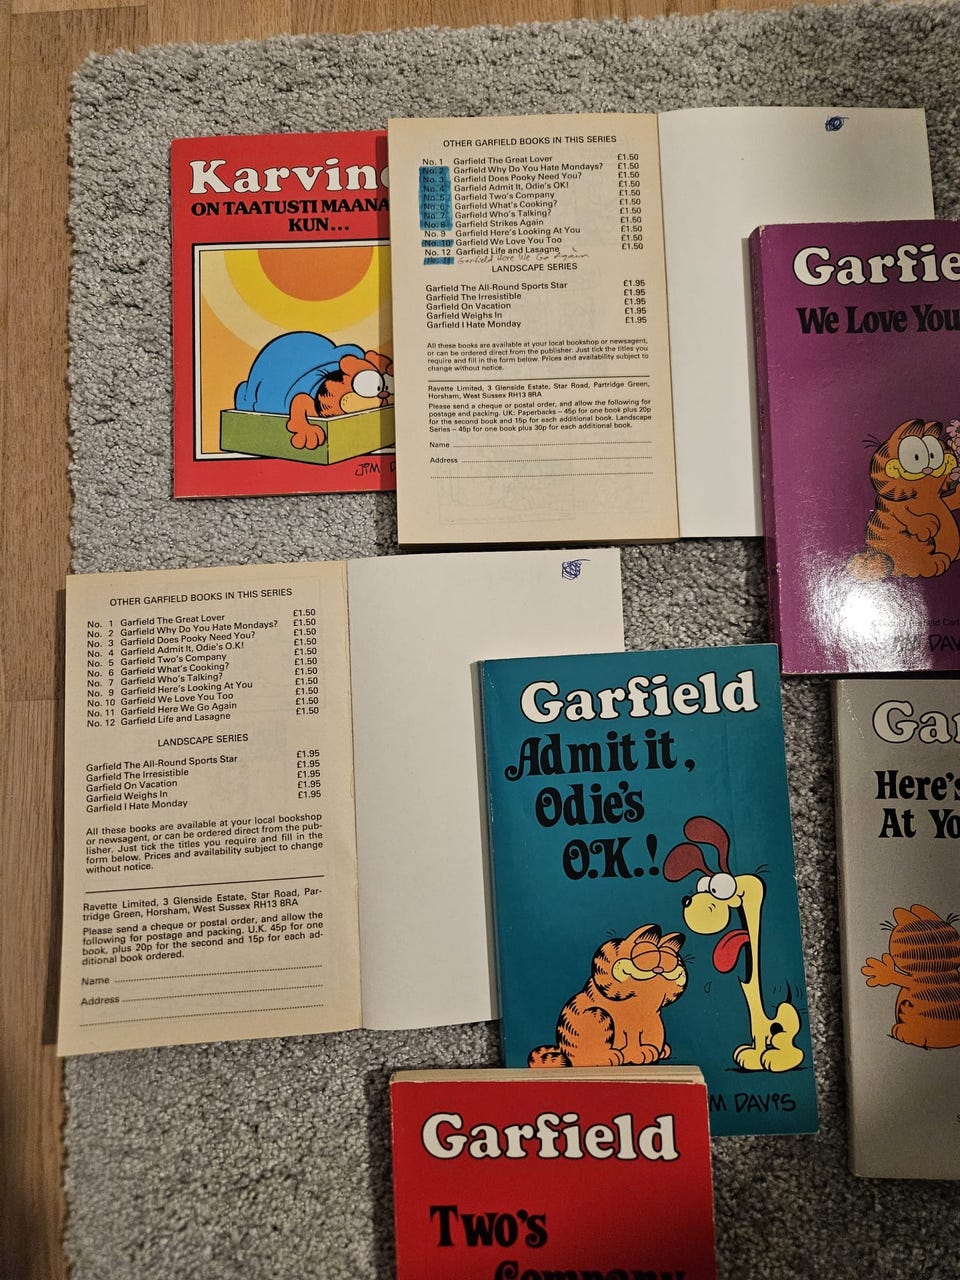 Karvin
ON TAATUSTI MAANA
KUN...
JIM D
OTHER GARFIELD BOOKS IN THIS SERIES
No. 1 Garfield The Great Lover £1.50
No. 2 Garfield Why Do You Hate Mondays? £1.50
No. 3 Garfield Does Pooky Need You? £1.50
No. 4 Garfield Admit It, Odie's OK! £1.50
No. 5 Garfield Two's Company £1.50
No. 6 Garfield What's Cooking? £1.50
No. 7 Garfield Who's Talking? £1.50
No. 8 Garfield Strikes Again £1.50
No. 9 Garfield Here's Looking At You £1.50
No. 10 Garfield We Love You Too £1.50
No. 12 Garfield Life and Lasagne £1.50
No. 11 Garfield Here We Go Again
LANDSCAPE SERIES
Garfield The All-Round Sports Star £1.95
Garfield The Irresistible £1.95
Garfield On Vacation £1.95
Garfield Weighs In £1.95
Garfield I Hate Monday £1.95
All these books are available at your local bookshop or newsagent,
or can be ordered direct from the publisher. Just tick the titles you
require and fill in the form below. Prices and availability subject to
change without notice.
Ravette Limited, 3 Glenside Estate, Star Road, Partridge Green,
Horsham, West Sussex RH13 8RA
Please send a cheque or postal order, and allow the following for
postage and packing. UK: Paperbacks – 45p for one book plus 20p
for the second book and 15p for each additional book. Landscape
Series – 45p for one book plus 30p for each additional book.
Name
Address
Garfie
We Love You
JIM DAV
OTHER GARFIELD BOOKS IN THIS SERIES
No. 1 Garfield The Great Lover £1.50
No. 2 Garfield Why Do You Hate Mondays? £1.50
No. 3 Garfield Does Pooky Need You? £1.50
No. 4 Garfield Admit It, Odie's O.K! £1.50
No. 5 Garfield Two's Company £1.50
No. 6 Garfield What's Cooking? £1.50
No. 7 Garfield Who's Talking? £1.50
No. 9 Garfield Here's Looking At You £1.50
No. 10 Garfield We Love You Too £1.50
No. 11 Garfield Here We Go Again £1.50
No. 12 Garfield Life and Lasagne £1.50
LANDSCAPE SERIES
Garfield The All-Round Sports Star £1.95
Garfield The Irresistible £1.95
Garfield On Vacation £1.95
Garfield Weighs In £1.95
Garfield I Hate Monday £1.95
All these books are available at your local bookshop
or newsagent, or can be ordered direct from the pub-
lisher. Just tick the titles you require and fill in the
form below. Prices and availability subject to change
without notice.
Ravette Limited, 3 Glenside Estate, Star Road, Par-
tridge Green, Horsham, West Sussex RH13 8RA
Please send a cheque or postal order, and allow the
following for postage and packing. U.K. 45p for one
book, plus 20p for the second and 15p for each ad-
ditional book ordered.
Name
Address
Garfield
Admit it,
Odie's
O.K.!
M DAVIS
Ga
Here's
At Yo
Garfield
Two's
Company